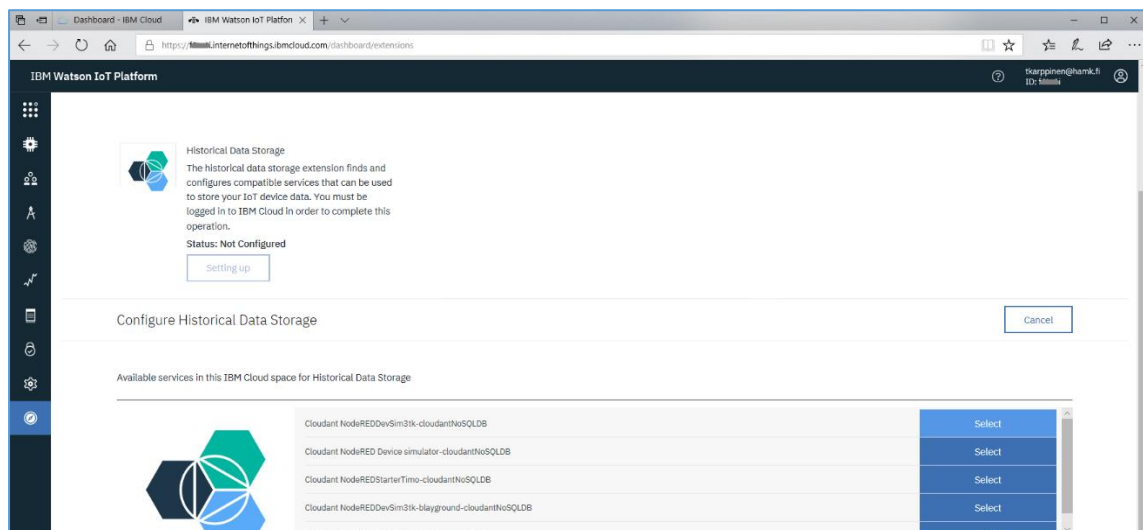 Dashboard - IBM Cloud
IBM Watson IoT Platfon
https://.internetofthings.ibmcloud.com/dashboard/extensions
IBM Watson IoT Platform
tkarppinen@hamk.fi
ID:
Historical Data Storage
The historical data storage extension finds and
configures compatible services that can be used
to store your IoT device data. You must be
logged in to IBM Cloud in order to complete this
operation.
Status: Not Configured
Setting up
Configure Historical Data Storage
Cancel
Available services in this IBM Cloud space for Historical Data Storage
Cloudant NodeREDDevSim3tk-cloudantNoSQLDB
Select
Cloudant NodeRED Device simulator-cloudantNoSQLDB
Select
Cloudant NodeREDStarterTimo-cloudantNoSQLDB
Select
Cloudant NodeREDDevSim3tk-blayground-cloudantNoSQLDB
Select